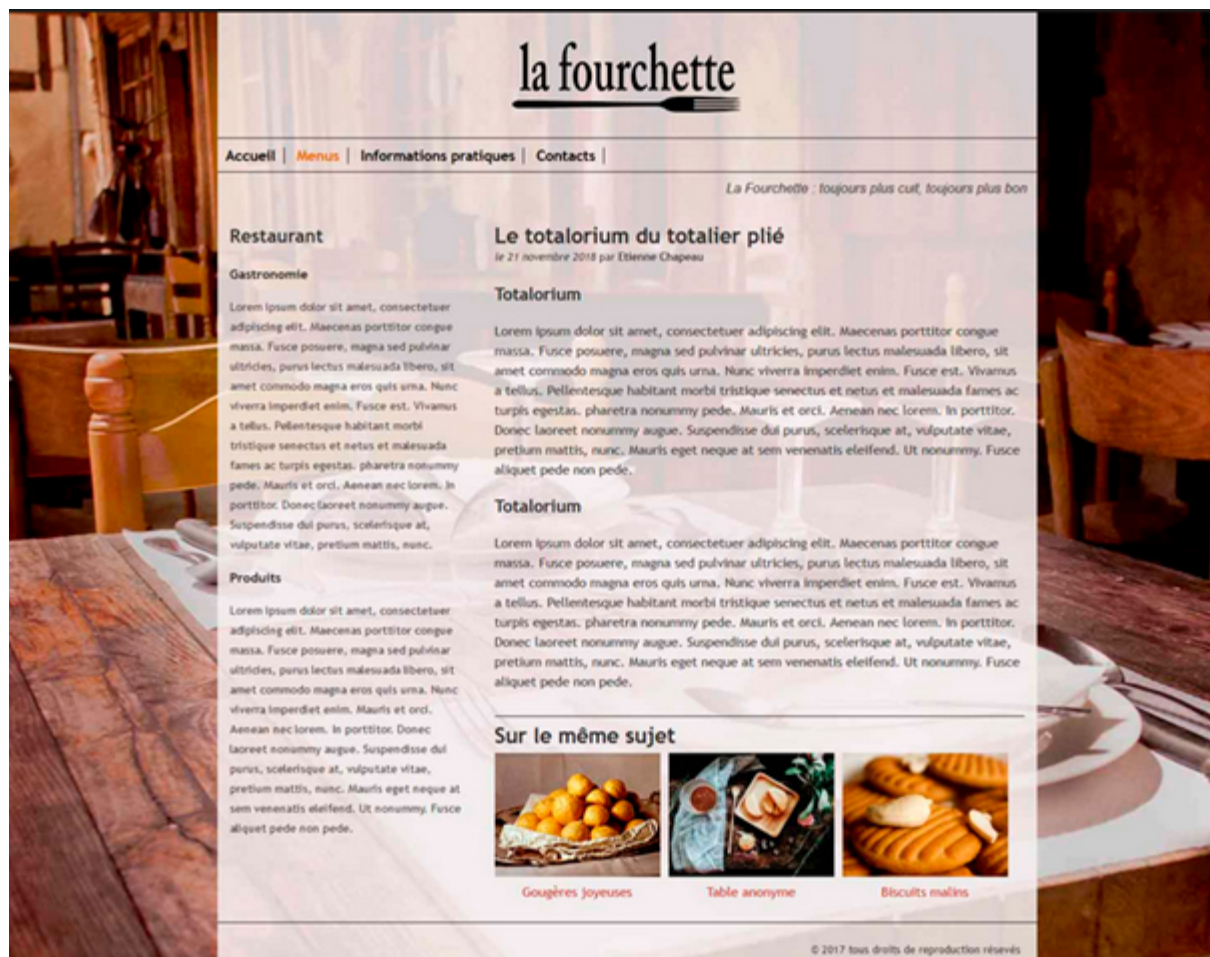 la fourchette
Accueil | Menus | Informations pratiques | Contacts |
La Fourchette : toujours plus cuit, toujours plus bon
Restaurant
Gastronomie
Lorem ipsum dolor sit amet, consectetuer
adipiscing elit. Maecenas porttitor congue
massa. Fusce posuere, magna sed pulvinar
ultricies, purus lectus malesuada libero, sit
amet commodo magna eros quis urna. Nunc
viverra imperdiet enim. Fusce est. Vivamus
a tellus. Pellentesque habitant morbi
tristique senectus et netus et malesuada
fames ac turpis egestas. pharetra nonummy
pede. Mauris et orci. Aenean nec lorem. In
porttitor. Donec laoreet nonummy augue.
Suspendisse dui purus, scelerisque at,
vulputate vitae, pretium mattis, nunc.
Produits
Lorem ipsum dolor sit amet, consectetuer
adipiscing elit. Maecenas porttitor congue
massa. Fusce posuere, magna sed pulvinar
ultricies, purus lectus malesuada libero, sit
amet commodo magna eros quis urna. Nunc
viverra imperdiet enim. Mauris et orci.
Aenean nec lorem. In porttitor. Donec
laoreet nonummy augue. Suspendisse dui
purus, scelerisque at, vulputate vitae,
pretium mattis, nunc. Mauris eget neque at
sem venenatis eleifend. Ut nonummy. Fusce
aliquet pede non pede.
Le totalorium du totalier plié
le 21 novembre 2018 par Etienne Chapeau
Totalorium
Lorem ipsum dolor sit amet, consectetuer adipiscing elit. Maecenas porttitor congue
massa. Fusce posuere, magna sed pulvinar ultricies, purus lectus malesuada libero, sit
amet commodo magna eros quis urna. Nunc viverra imperdiet enim. Fusce est. Vivamus
a tellus. Pellentesque habitant morbi tristique senectus et netus et malesuada fames ac
turpis egestas. pharetra nonummy pede. Mauris et orci. Aenean nec lorem. In porttitor.
Donec laoreet nonummy augue. Suspendisse dui purus, scelerisque at, vulputate vitae,
pretium mattis, nunc. Mauris eget neque at sem venenatis eleifend. Ut nonummy. Fusce
aliquet pede non pede.
Totalorium
Lorem ipsum dolor sit amet, consectetuer adipiscing elit. Maecenas porttitor congue
massa. Fusce posuere, magna sed pulvinar ultricies, purus lectus malesuada libero, sit
amet commodo magna eros quis urna. Nunc viverra imperdiet enim. Fusce est. Vivamus
a tellus. Pellentesque habitant morbi tristique senectus et netus et malesuada fames ac
turpis egestas. pharetra nonummy pede. Mauris et orci. Aenean nec lorem. In porttitor.
Donec laoreet nonummy augue. Suspendisse dui purus, scelerisque at, vulputate vitae,
pretium mattis, nunc. Mauris eget neque at sem venenatis eleifend. Ut nonummy. Fusce
aliquet pede non pede.
Sur le même sujet
Gougères joyeuses
Table anonyme
Biscuits malins
© 2017 tous droits de reproduction résevés